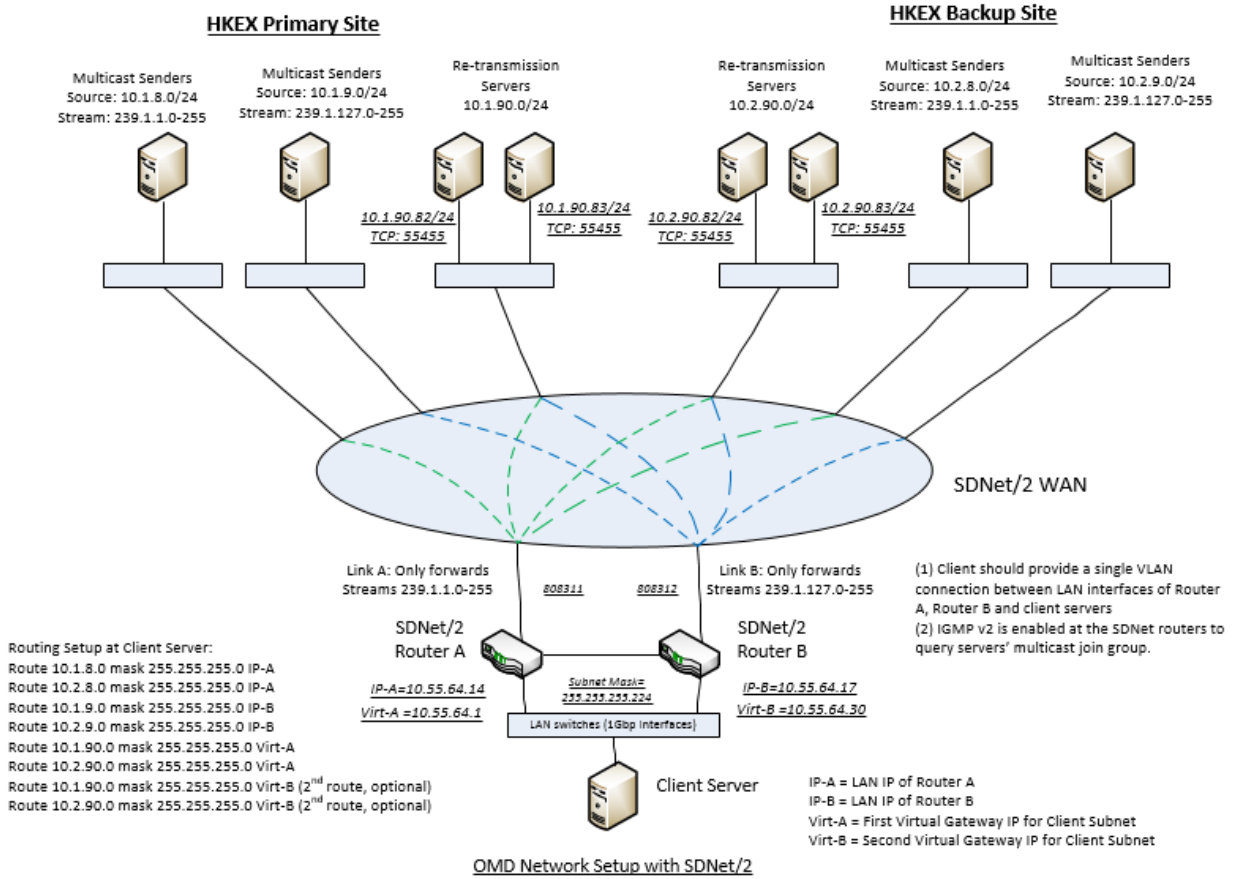 HKEX Primary Site
HKEX Backup Site
Multicast Senders
Source: 10.1.8.0/24
Stream: 239.1.1.0-255
Multicast Senders
Source: 10.1.9.0/24
Stream: 239.1.127.0-255
Re-transmission
Servers
10.1.90.0/24
Re-transmission
Servers
10.2.90.0/24
Multicast Senders
Source: 10.2.8.0/24
Stream: 239.1.1.0-255
Multicast Senders
Source: 10.2.9.0/24
Stream: 239.1.127.0-255
10.1.90.82/24
TCP: 55455
10.1.90.83/24
TCP: 55455
10.2.90.82/24
TCP: 55455
10.2.90.83/24
TCP: 55455
SDNet/2 WAN
Link A: Only forwards
Streams 239.1.1.0-255
808311
808312
Link B: Only forwards
Streams 239.1.127.0-255
(1) Client should provide a single VLAN
connection between LAN interfaces of Router
A, Router B and client servers
(2) IGMP v2 is enabled at the SDNet routers to
query servers' multicast join group.
SDNet/2
Router A
SDNet/2
Router B
IP-A=10.55.64.14
Virt-A =10.55.64.1
Subnet Mask=
255.255.255.224
IP-B=10.55.64.17
Virt-B =10.55.64.30
LAN switches (1Gbp Interfaces)
Routing Setup at Client Server:
Route 10.1.8.0 mask 255.255.255.0 IP-A
Route 10.2.8.0 mask 255.255.255.0 IP-A
Route 10.1.9.0 mask 255.255.255.0 IP-B
Route 10.2.9.0 mask 255.255.255.0 IP-B
Route 10.1.90.0 mask 255.255.255.0 Virt-A
Route 10.2.90.0 mask 255.255.255.0 Virt-A
Route 10.1.90.0 mask 255.255.255.0 Virt-B (2nd route, optional)
Route 10.2.90.0 mask 255.255.255.0 Virt-B (2nd route, optional)
Client Server
IP-A = LAN IP of Router A
IP-B = LAN IP of Router B
Virt-A = First Virtual Gateway IP for Client Subnet
Virt-B = Second Virtual Gateway IP for Client Subnet
OMD Network Setup with SDNet/2